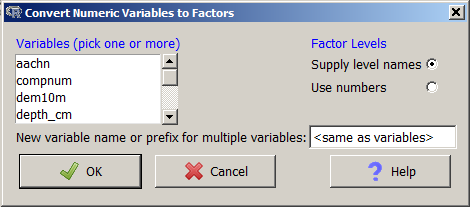 Convert Numeric Variables to Factors
Variables (pick one or more)
aachn
compnum
dem10m
depth_cm
Factor Levels
Supply level names
Use numbers
New variable name or prefix for multiple variables: <same as variables>
OK
Cancel
Help